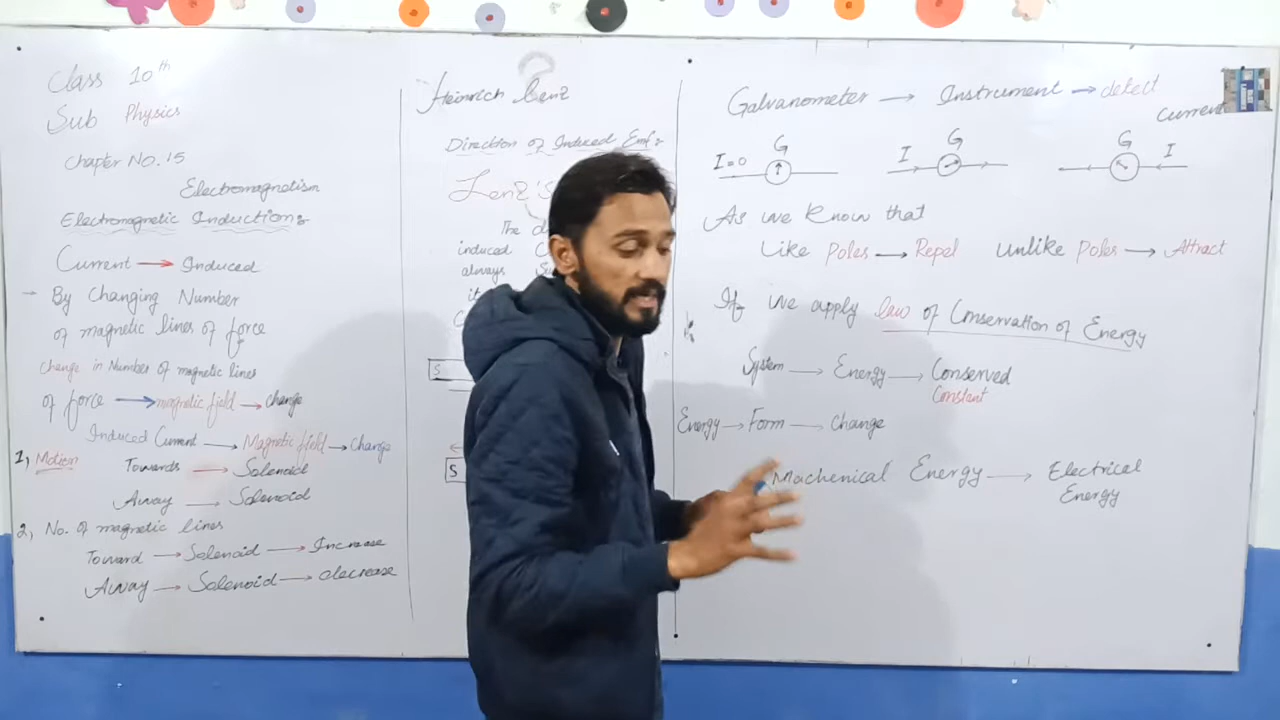 Class 10th
Sub Physics
Chapter No. 15
Electromagnetism
Electromagnetic Induction:
Current → Induced
→ By Changing Number
of magnetic lines of force
change in Number of magnetic lines
of force → magnetic field → change
Induced Current → Magnetic field → Change
1, Motion
Towards → Solenoid
Away → Solenoid
2, No. of magnetic lines
Toward → Solenoid → Increase
Away → Solenoid → decrease
Heinrich Lenz
Direction of Induced Emf:
Lenz's
The
induced
always
S
S
Galvanometer → Instrument → detect
current
I=0 G
I G
G I
As we know that
Like Poles → Repel Unlike Poles → Attract
If we apply law of Conservation of Energy
System → Energy → Conserved
Constant
Energy → Form → change
Machenical Energy → Electrical
Energy